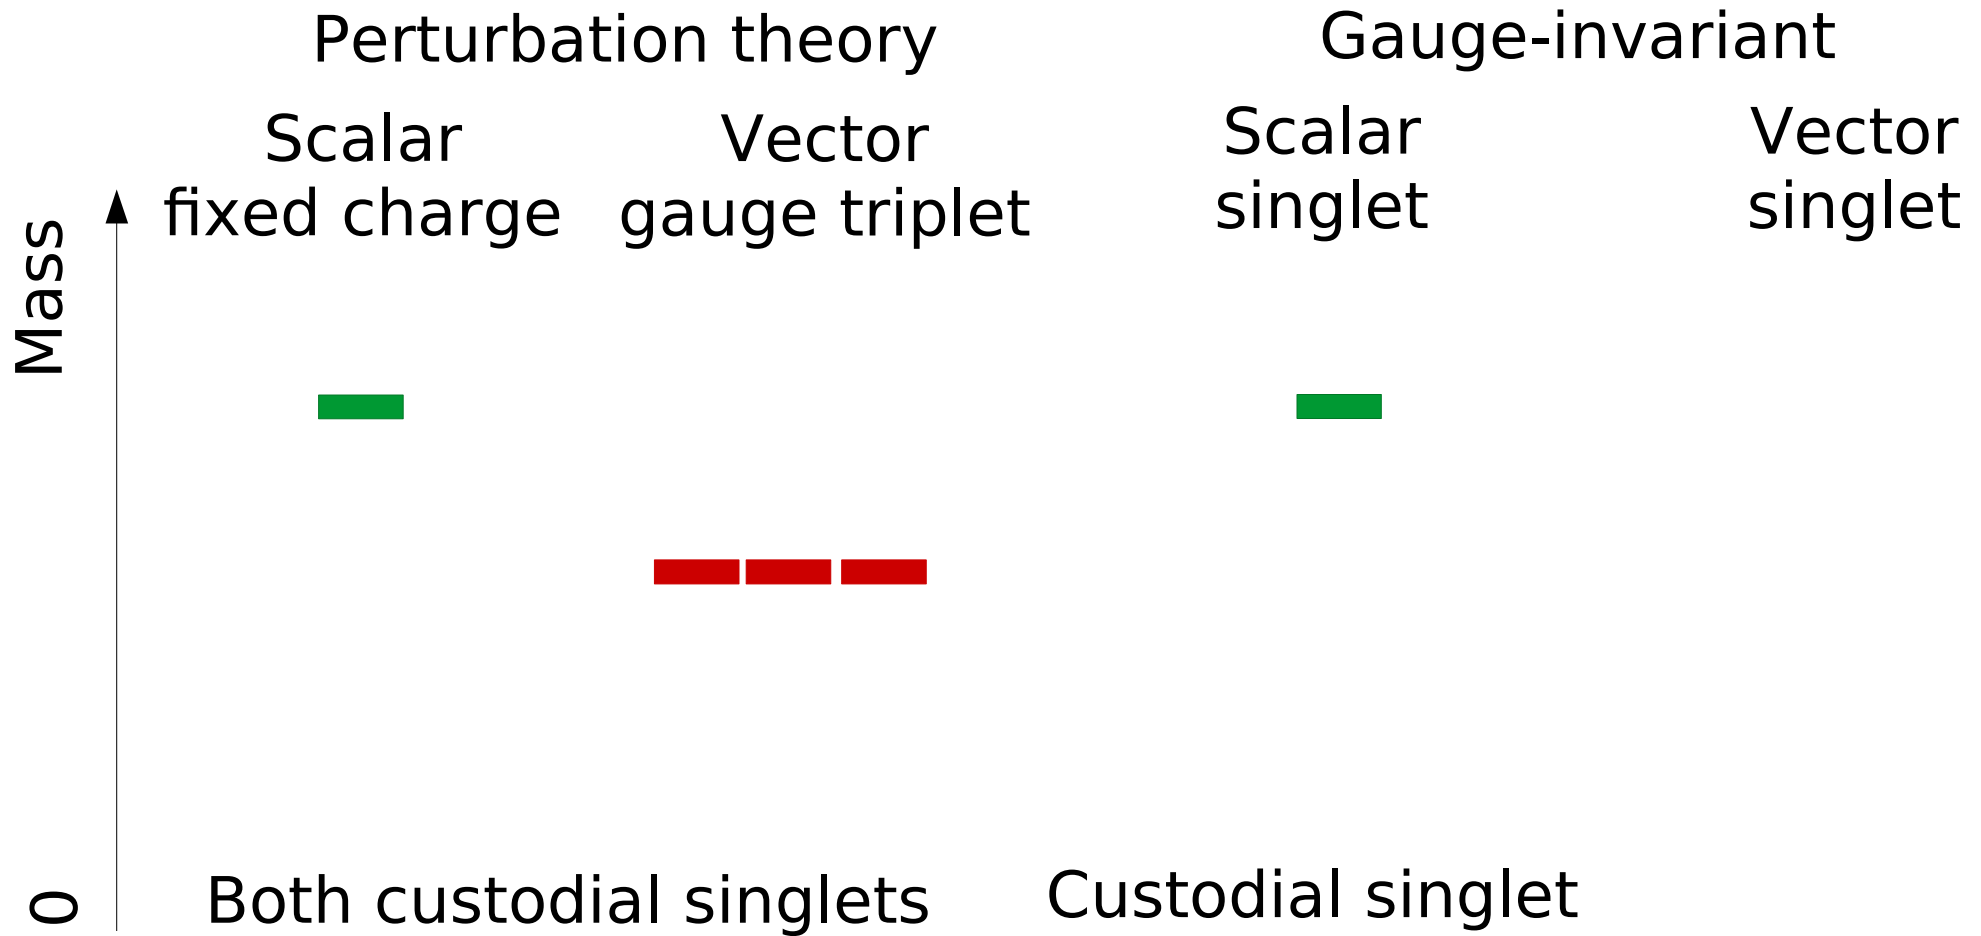 Perturbation theory
Gauge-invariant
Scalar
fixed charge
Vector
gauge triplet
Scalar
singlet
Vector
singlet
Mass
0
Both custodial singlets
Custodial singlet